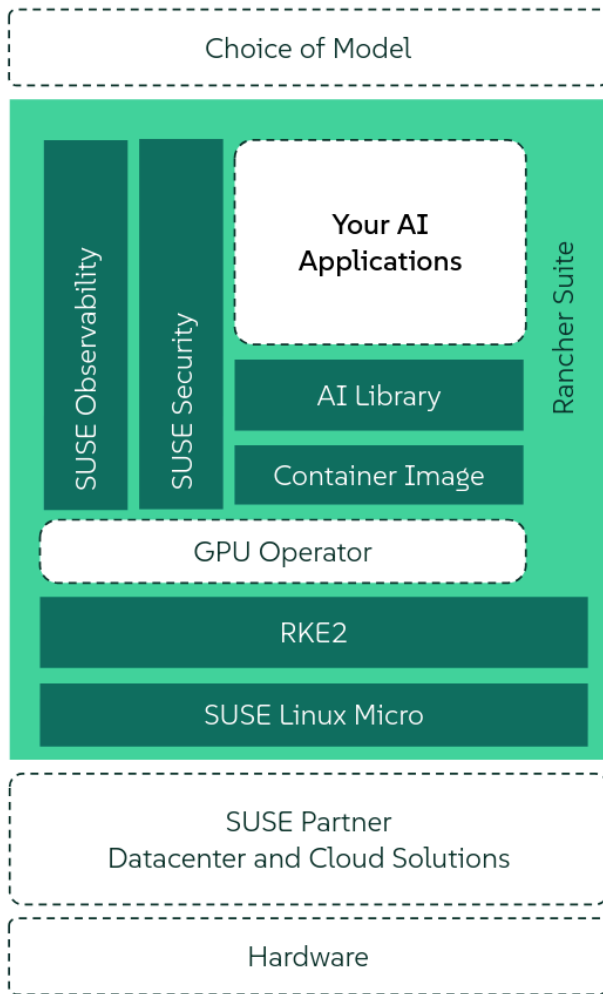 Choice of Model
SUSE Observability
SUSE Security
Your AI
Applications
Rancher Suite
AI Library
Container Image
GPU Operator
RKE2
SUSE Linux Micro
SUSE Partner
Datacenter and Cloud Solutions
Hardware